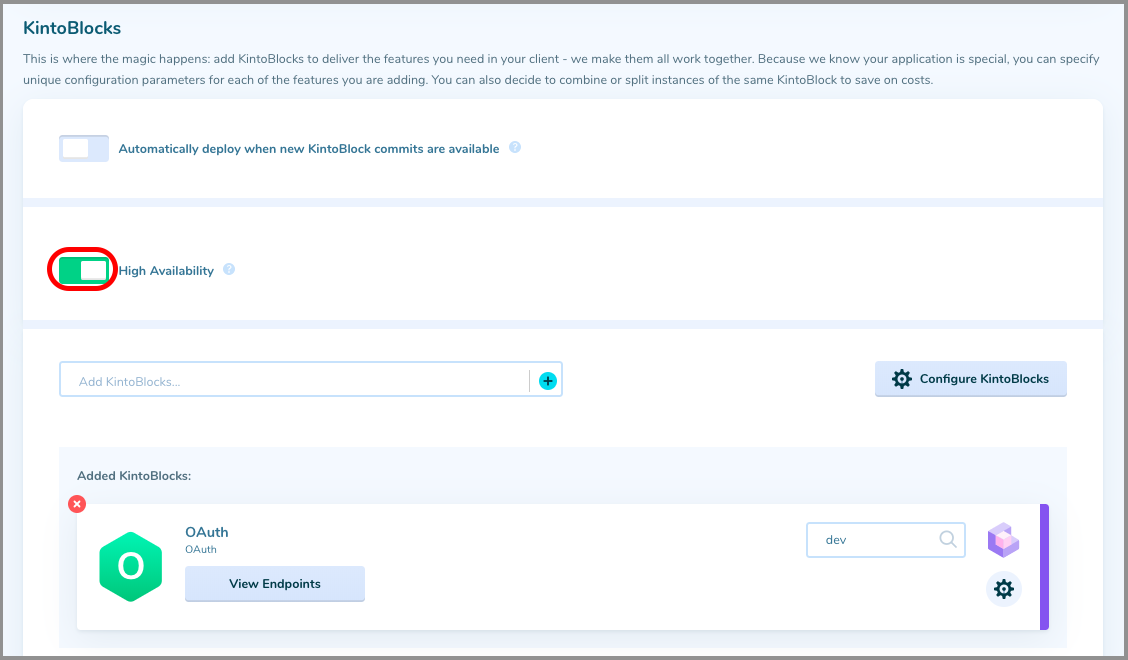 KintoBlocks
This is where the magic happens: add KintoBlocks to deliver the features you need in your client - we make them all work together. Because we know your application is special, you can specify
unique configuration parameters for each of the features you are adding. You can also decide to combine or split instances of the same KintoBlock to save on costs.
Automatically deploy when new KintoBlock commits are available ?
High Availability ?
Add KintoBlocks...
Configure KintoBlocks
Added KintoBlocks:
O
OAuth
OAuth
View Endpoints
dev